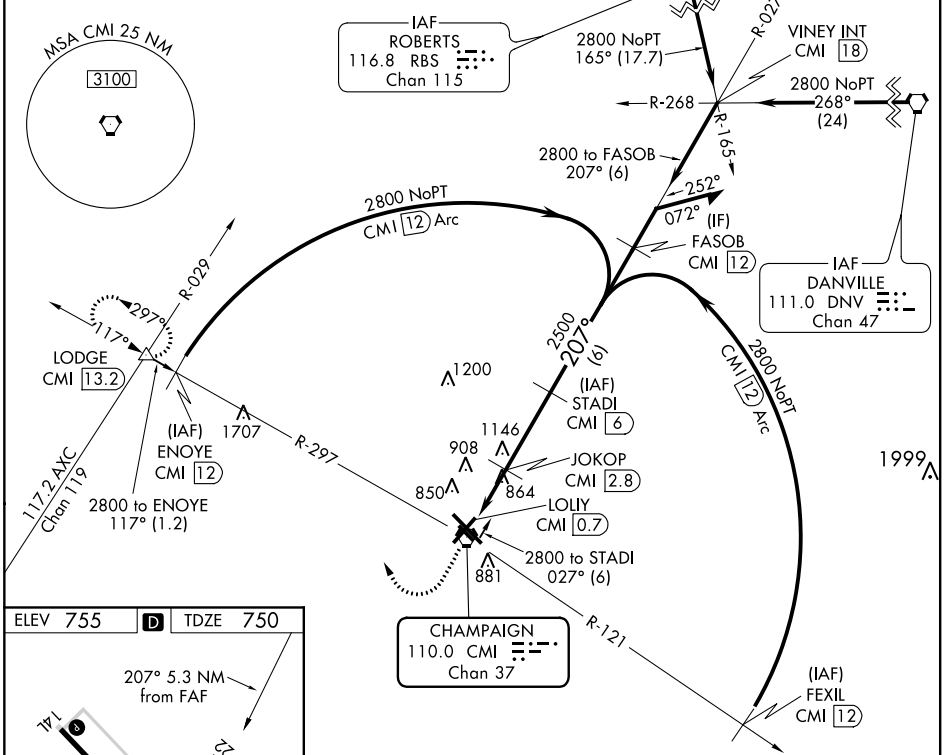 MSA CMI 25 NM
3100
IAF
ROBERTS
116.8 RBS
Chan 115
2800 NoPT
165° (17.7)
R-027
VINEY INT
CMI 18
R-268
2800 NoPT
268°
(24)
R-165
2800 to FASOB
207° (6)
252°
072°
(IF)
FASOB
CMI 12
IAF
DANVILLE
111.0 DNV
Chan 47
2800 NoPT
CMI 12 Arc
R-029
297°
117°
LODGE
CMI 13.2
(IAF)
ENOYE
CMI 12
1707
R-297
117.2 AXC
Chan 119
2800 to ENOYE
117° (1.2)
2500
207°
(6)
1200
(IAF)
STADI
CMI 6
2800 NoPT
CMI 12 Arc
1146
908
JOKOP
CMI 2.8
850
864
LOLIY
CMI 0.7
1999
2800 to STADI
027° (6)
881
R-121
CHAMPAIGN
110.0 CMI
Chan 37
(IAF)
FEXIL
CMI 12
ELEV 755 D TDZE 750
207° 5.3 NM
from FAF
14L
P
22